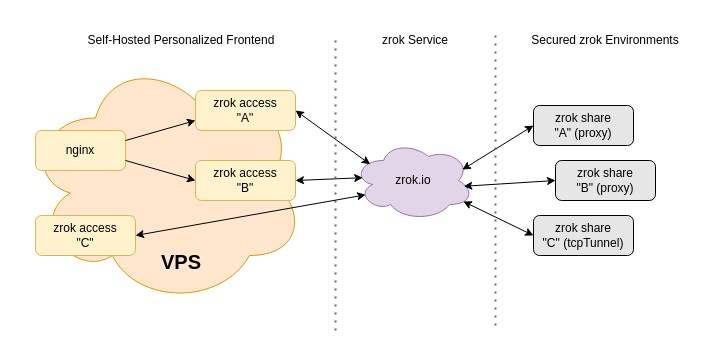 Self-Hosted Personalized Frontend
zrok Service
Secured zrok Environments
zrok access
"A"
nginx
zrok access
"B"
zrok access
"C"
VPS
zrok.io
zrok share
"A" (proxy)
zrok share
"B" (proxy)
zrok share
"C" (tcpTunnel)